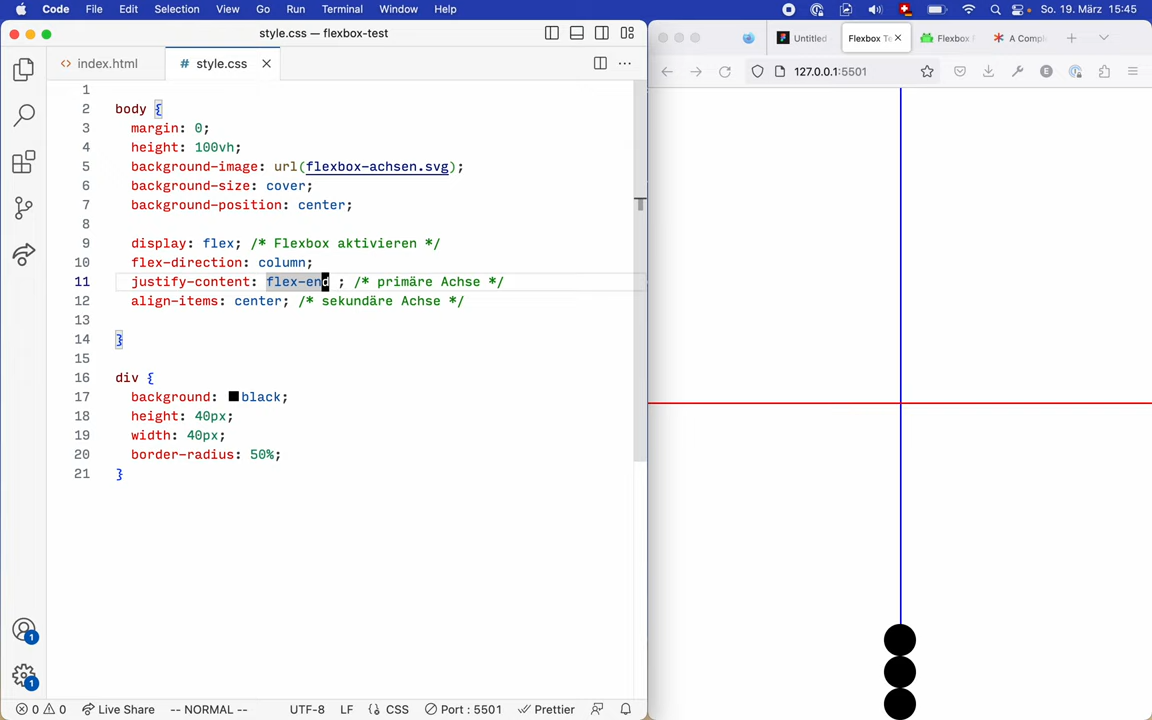 Code File Edit Selection View Go Run Terminal Window Help So. 19. März 15:45
style.css — flexbox-test
<> index.html # style.css
Untitled Flexbox Te Flexbox A Comple
127.0.0.1:5501
1
2 body {
3 margin: 0;
4 height: 100vh;
5 background-image: url(flexbox-achsen.svg);
6 background-size: cover;
7 background-position: center;
8
9 display: flex; /* Flexbox aktivieren */
10 flex-direction: column;
11 justify-content: flex-end ; /* primäre Achse */
12 align-items: center; /* sekundäre Achse */
13
14 }
15
16 div {
17 background: black;
18 height: 40px;
19 width: 40px;
20 border-radius: 50%;
21 }
1
1
0 0 Live Share -- NORMAL -- UTF-8 LF {} CSS Port : 5501 Prettier